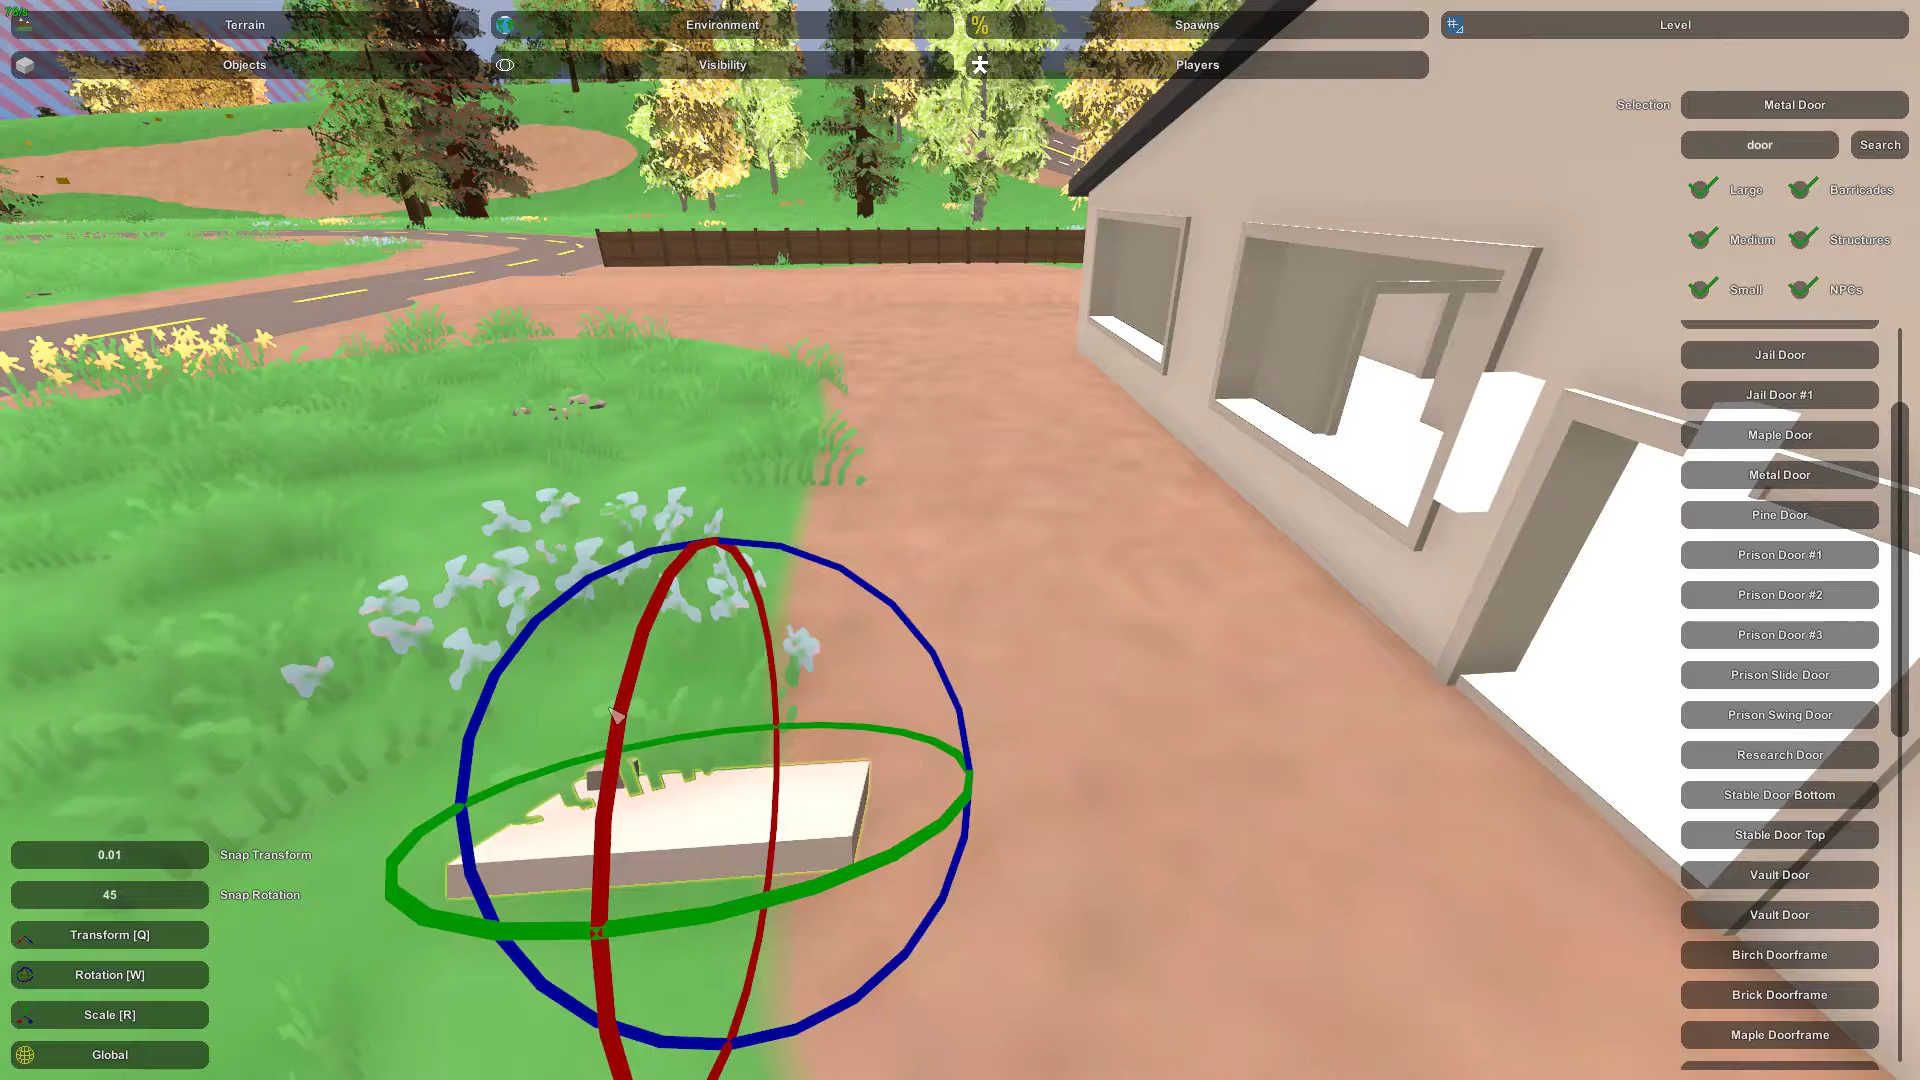 Terrain
Environment
Spawns
Level
Objects
Visibility
Players
Selection
Metal Door
door
Search
Large
Barricades
Medium
Structures
Small
NPCs
Jail Door
Jail Door #1
Maple Door
Metal Door
Pine Door
Prison Door #1
Prison Door #2
Prison Door #3
Prison Slide Door
Prison Swing Door
Research Door
Stable Door Bottom
Stable Door Top
Vault Door
Vault Door
Birch Doorframe
Brick Doorframe
Maple Doorframe
0.01
Snap Transform
45
Snap Rotation
Transform [Q]
Rotation [W]
Scale [R]
Global